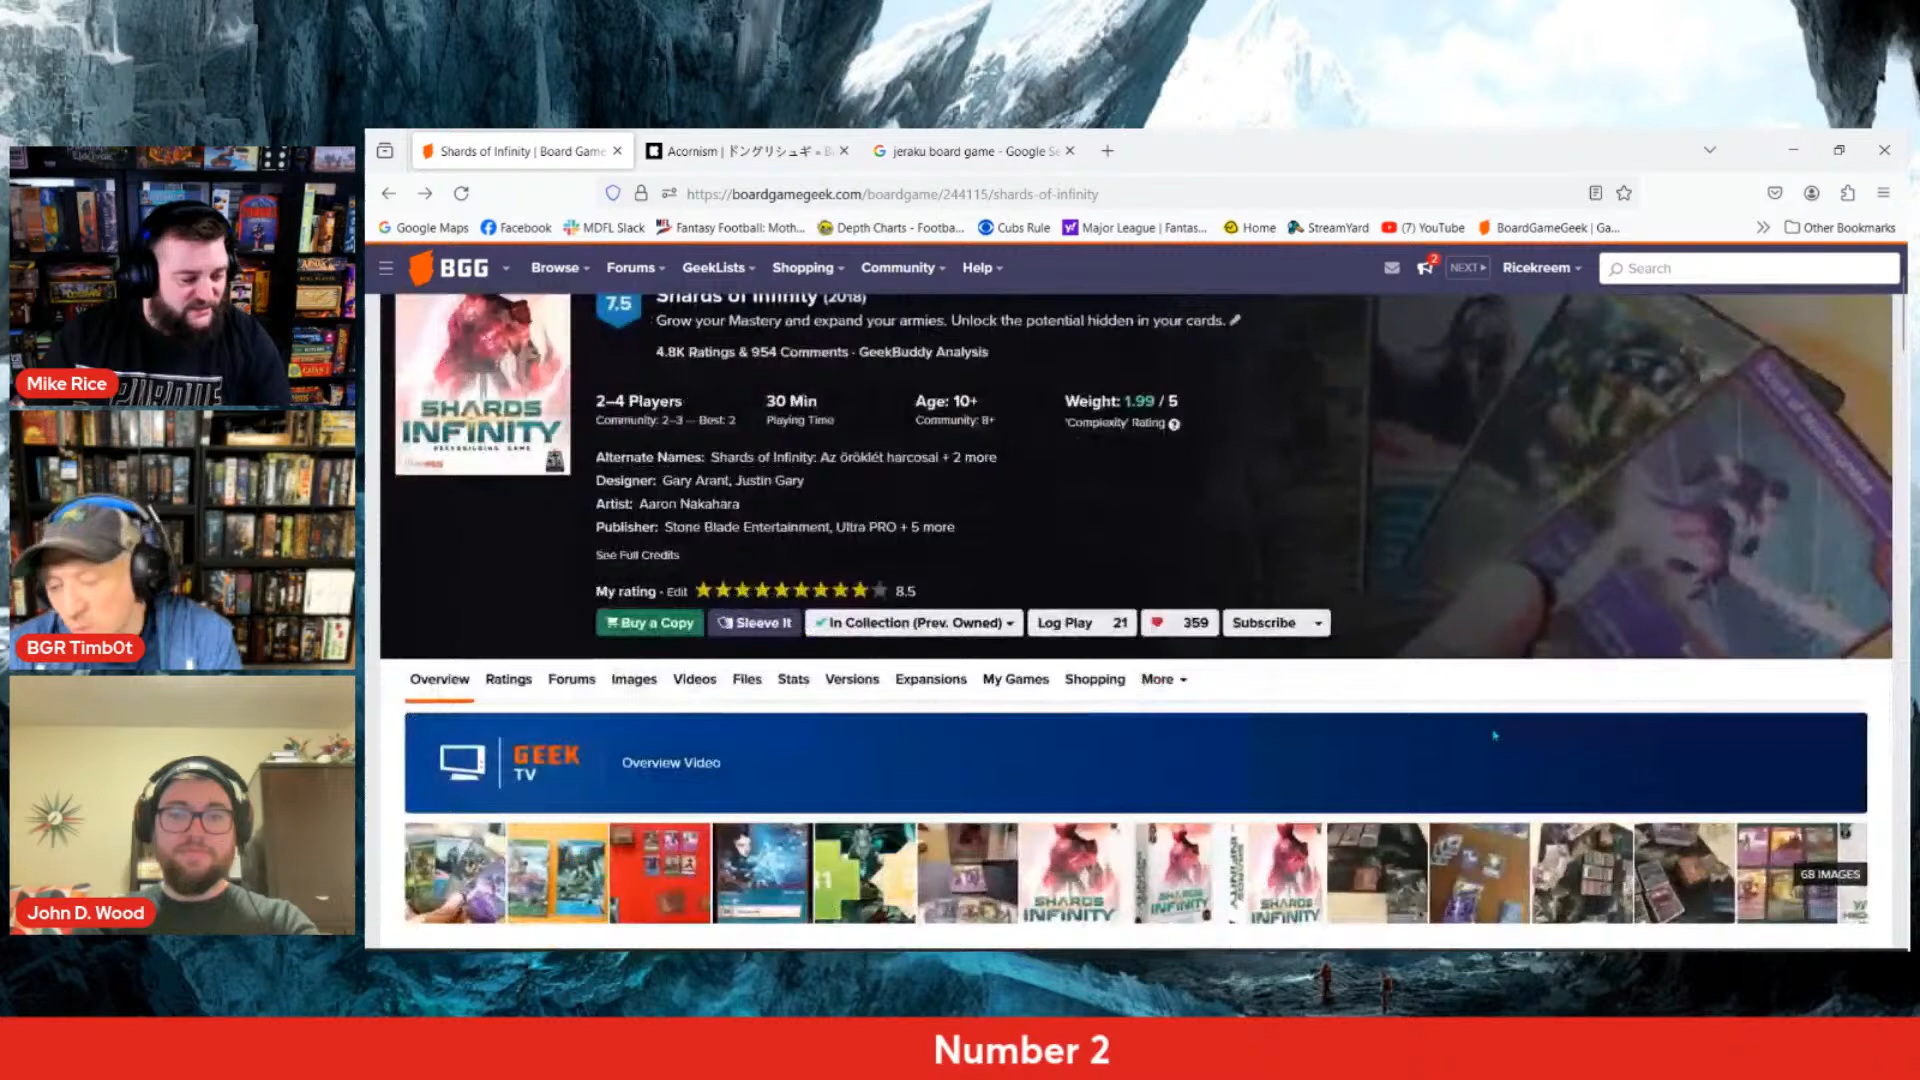 Shards of Infinity | Board Game
Acornism | ドングリシュギ » B
jeraku board game - Google Se
https://boardgamegeek.com/boardgame/244115/shards-of-infinity
Google Maps
Facebook
MDFL Slack
Fantasy Football: Moth...
Depth Charts - Footba...
Cubs Rule
Major League | Fantas...
Home
StreamYard
(7) YouTube
BoardGameGeek | Ga...
Other Bookmarks
BGG
Browse
Forums
GeekLists
Shopping
Community
Help
2
NEXT
Ricekreem
Search
7.5
Shards of Infinity (2018)
Grow your Mastery and expand your armies. Unlock the potential hidden in your cards.
4.8K Ratings & 954 Comments · GeekBuddy Analysis
2–4 Players
Community: 2–3 — Best: 2
30 Min
Playing Time
Age: 10+
Community: 8+
Weight: 1.99 / 5
'Complexity' Rating
Alternate Names: Shards of Infinity: Az öröklét harcosai + 2 more
Designer: Gary Arant, Justin Gary
Artist: Aaron Nakahara
Publisher: Stone Blade Entertainment, Ultra PRO + 5 more
See Full Credits
My rating · Edit
8.5
Buy a Copy
Sleeve It
In Collection (Prev. Owned)
Log Play 21
359
Subscribe
SHARDS
INFINITY
DECKBUILDING GAME
Overview
Ratings
Forums
Images
Videos
Files
Stats
Versions
Expansions
My Games
Shopping
More
GEEK
TV
Overview Video
SHARDS
INFINITY
SHARDS
INFINITY
SHARDS
INFINITY
68 IMAGES
Mike Rice
BGR Timb0t
John D. Wood
Number 2